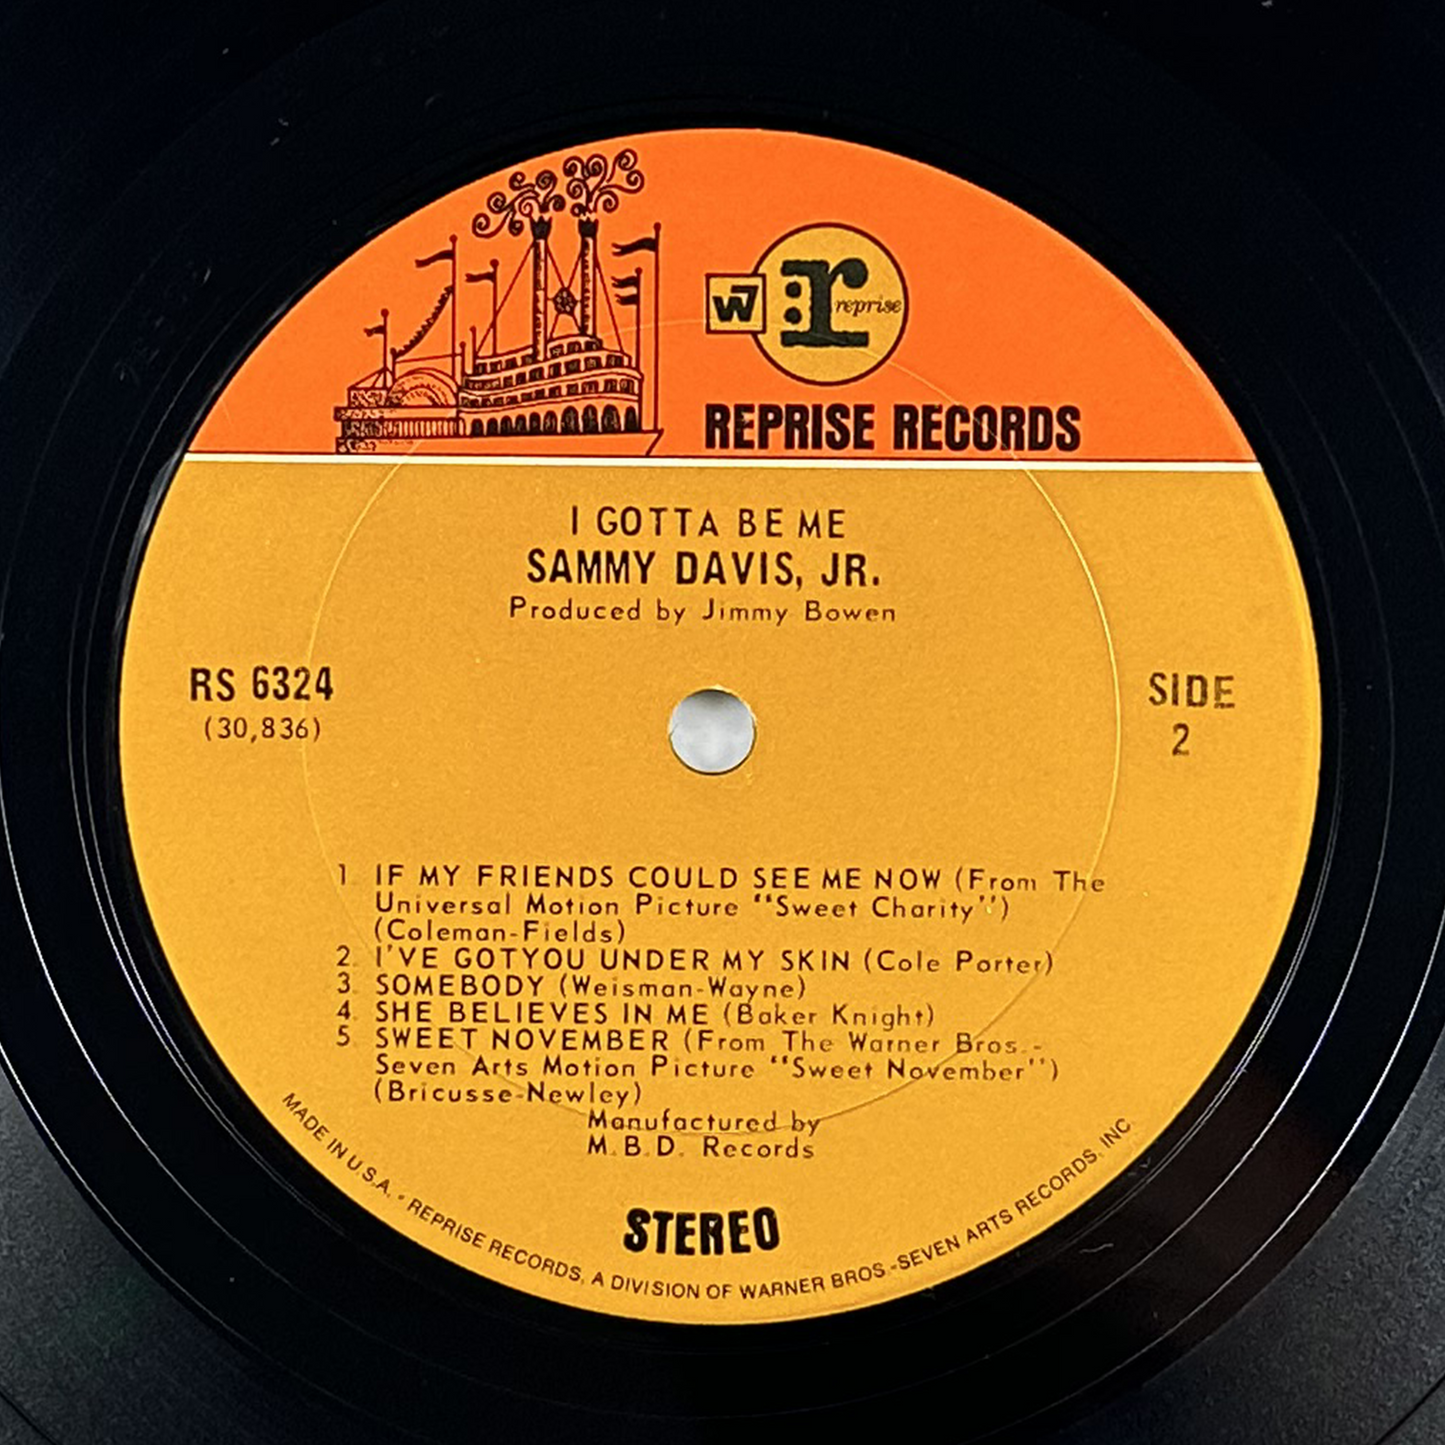 W7
r reprise
REPRISE RECORDS
I GOTTA BE ME
SAMMY DAVIS, JR.
Produced by Jimmy Bowen
RS 6324
(30,836)
SIDE
2
1. IF MY FRIENDS COULD SEE ME NOW (From The
Universal Motion Picture "Sweet Charity")
(Coleman-Fields)
2. I'VE GOTYOU UNDER MY SKIN (Cole Porter)
3. SOMEBODY (Weisman-Wayne)
4. SHE BELIEVES IN ME (Baker Knight)
5. SWEET NOVEMBER (From The Warner Bros.-
Seven Arts Motion Picture "Sweet November")
(Bricusse-Newley)
Manufactured by
M.B.D. Records
STEREO
MADE IN U.S.A. • REPRISE RECORDS, A DIVISION OF WARNER BROS.-SEVEN ARTS RECORDS, INC.